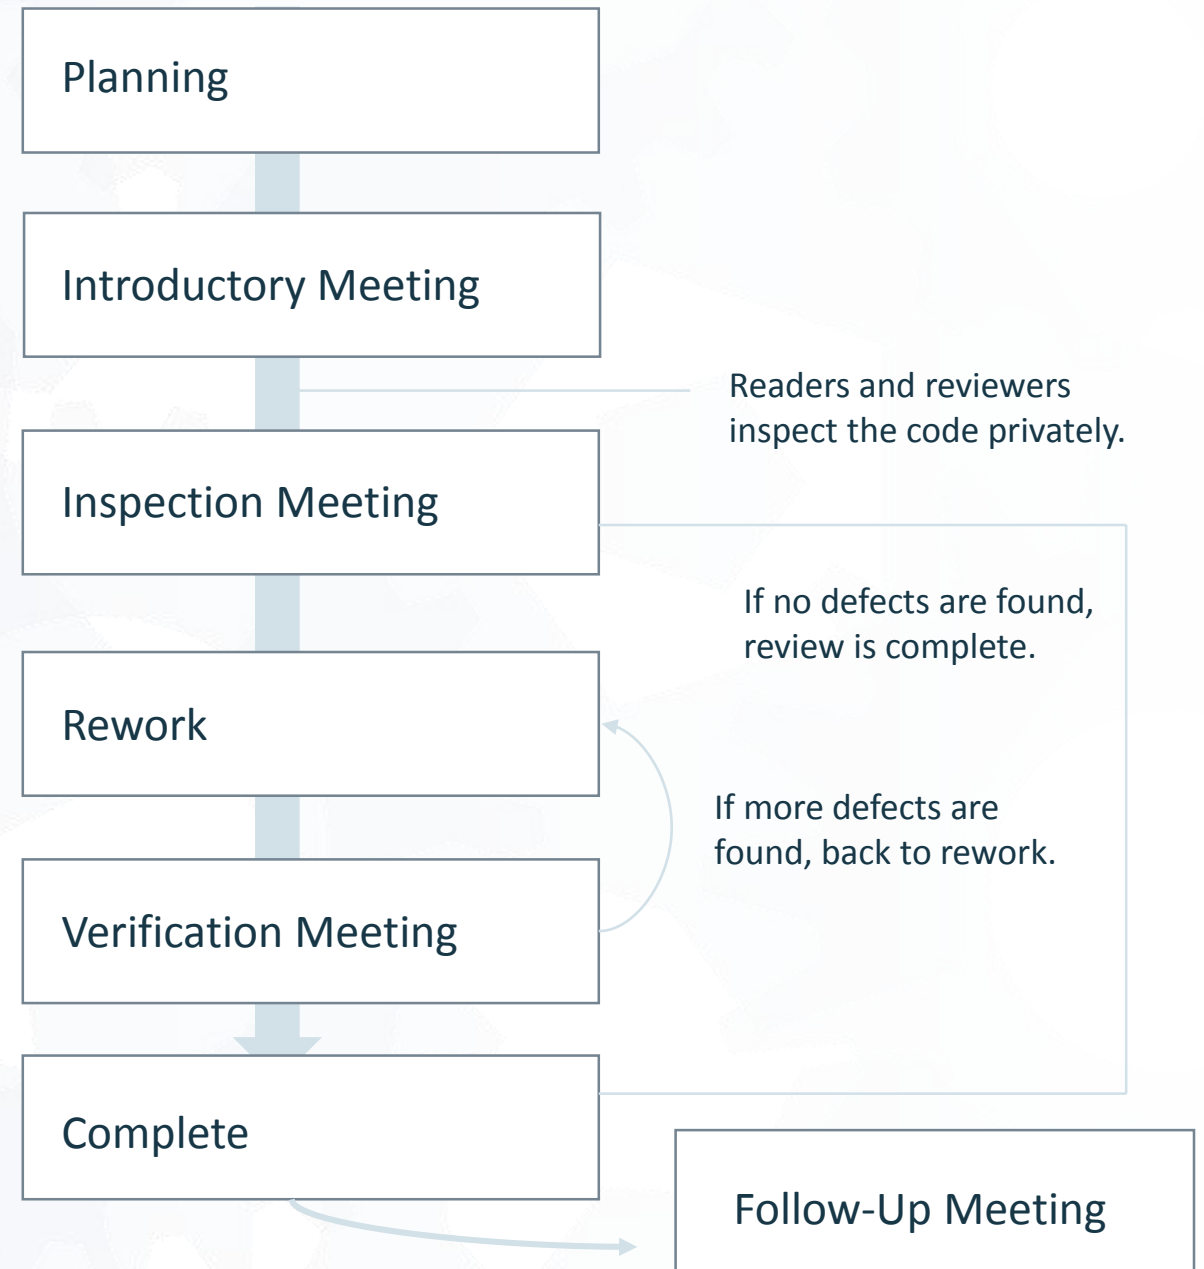 Planning
Introductory Meeting
Readers and reviewers
inspect the code privately.
Inspection Meeting
If no defects are found,
review is complete.
Rework
If more defects are
found, back to rework.
Verification Meeting
Complete
Follow-Up Meeting